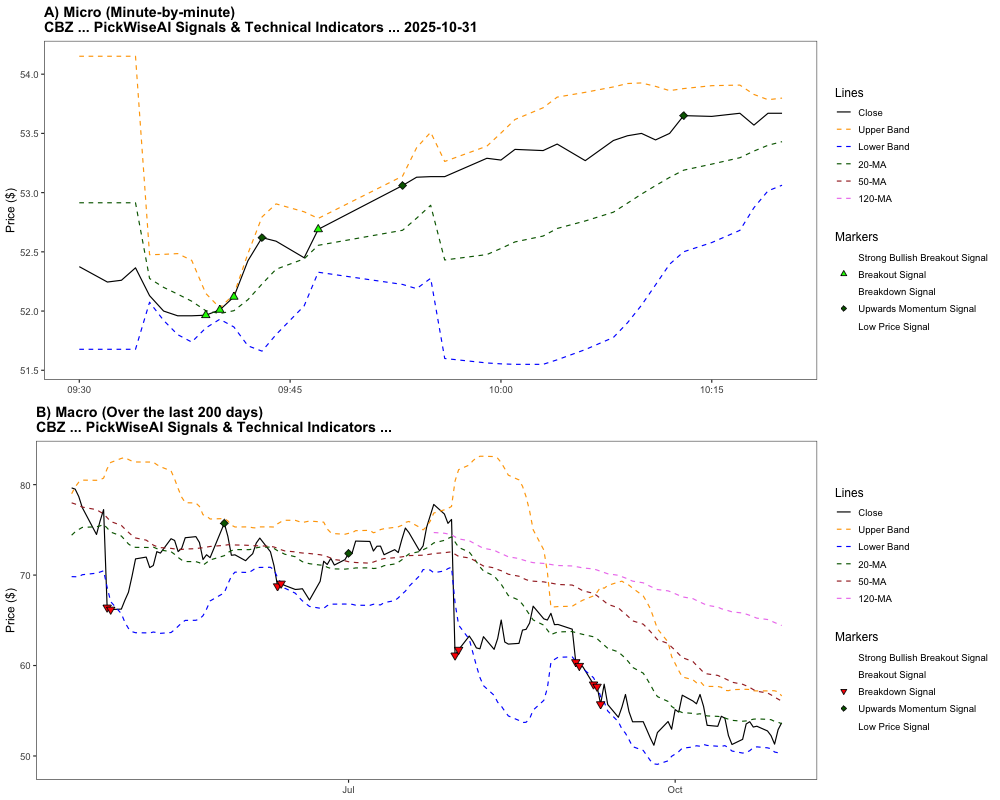 A) Micro (Minute-by-minute)
CBZ ... PickWiseAI Signals & Technical Indicators ... 2025-10-31
Price ($)
54.0
53.5
53.0
52.5
52.0
51.5
09:30
09:45
10:00
10:15
Lines
Close
Upper Band
Lower Band
20-MA
50-MA
120-MA
Markers
Strong Bullish Breakout Signal
Breakout Signal
Breakdown Signal
Upwards Momentum Signal
Low Price Signal
B) Macro (Over the last 200 days)
CBZ ... PickWiseAI Signals & Technical Indicators ...
Price ($)
80
70
60
50
Jul
Oct
Lines
Close
Upper Band
Lower Band
20-MA
50-MA
120-MA
Markers
Strong Bullish Breakout Signal
Breakout Signal
Breakdown Signal
Upwards Momentum Signal
Low Price Signal